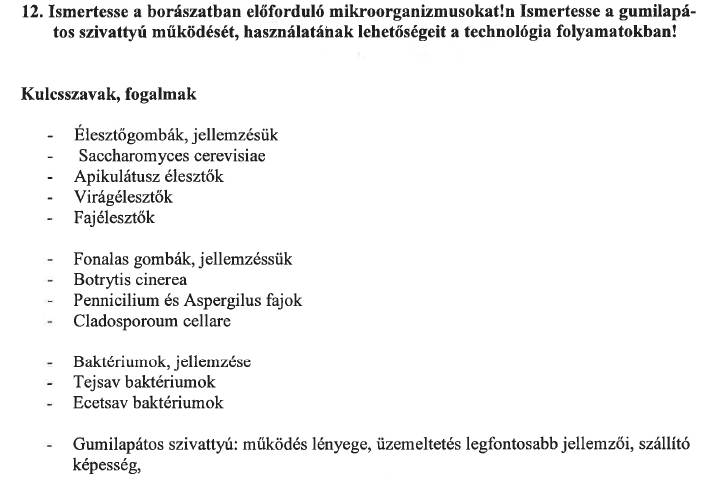 12. Ismertesse a borászatban előforduló mikroorganizmusokat!n Ismertesse a gumilapá-
tos szivattyú működését, használatának lehetőségeit a technológia folyamatokban!
Kulcsszavak, fogalmak
- Élesztőgombák, jellemzésük
- Saccharomyces cerevisiae
- Apikulátusz élesztők
- Virágélesztők
- Fajélesztők
- Fonalas gombák, jellemzéssük
- Botrytis cinerea
- Pennicilium és Aspergilus fajok
- Cladosporoum cellare
- Baktériumok, jellemzése
- Tejsav baktériumok
- Ecetsav baktériumok
- Gumilapátos szivattyú: működés lényege, üzemeltetés legfontosabb jellemzői, szállító
képesség,